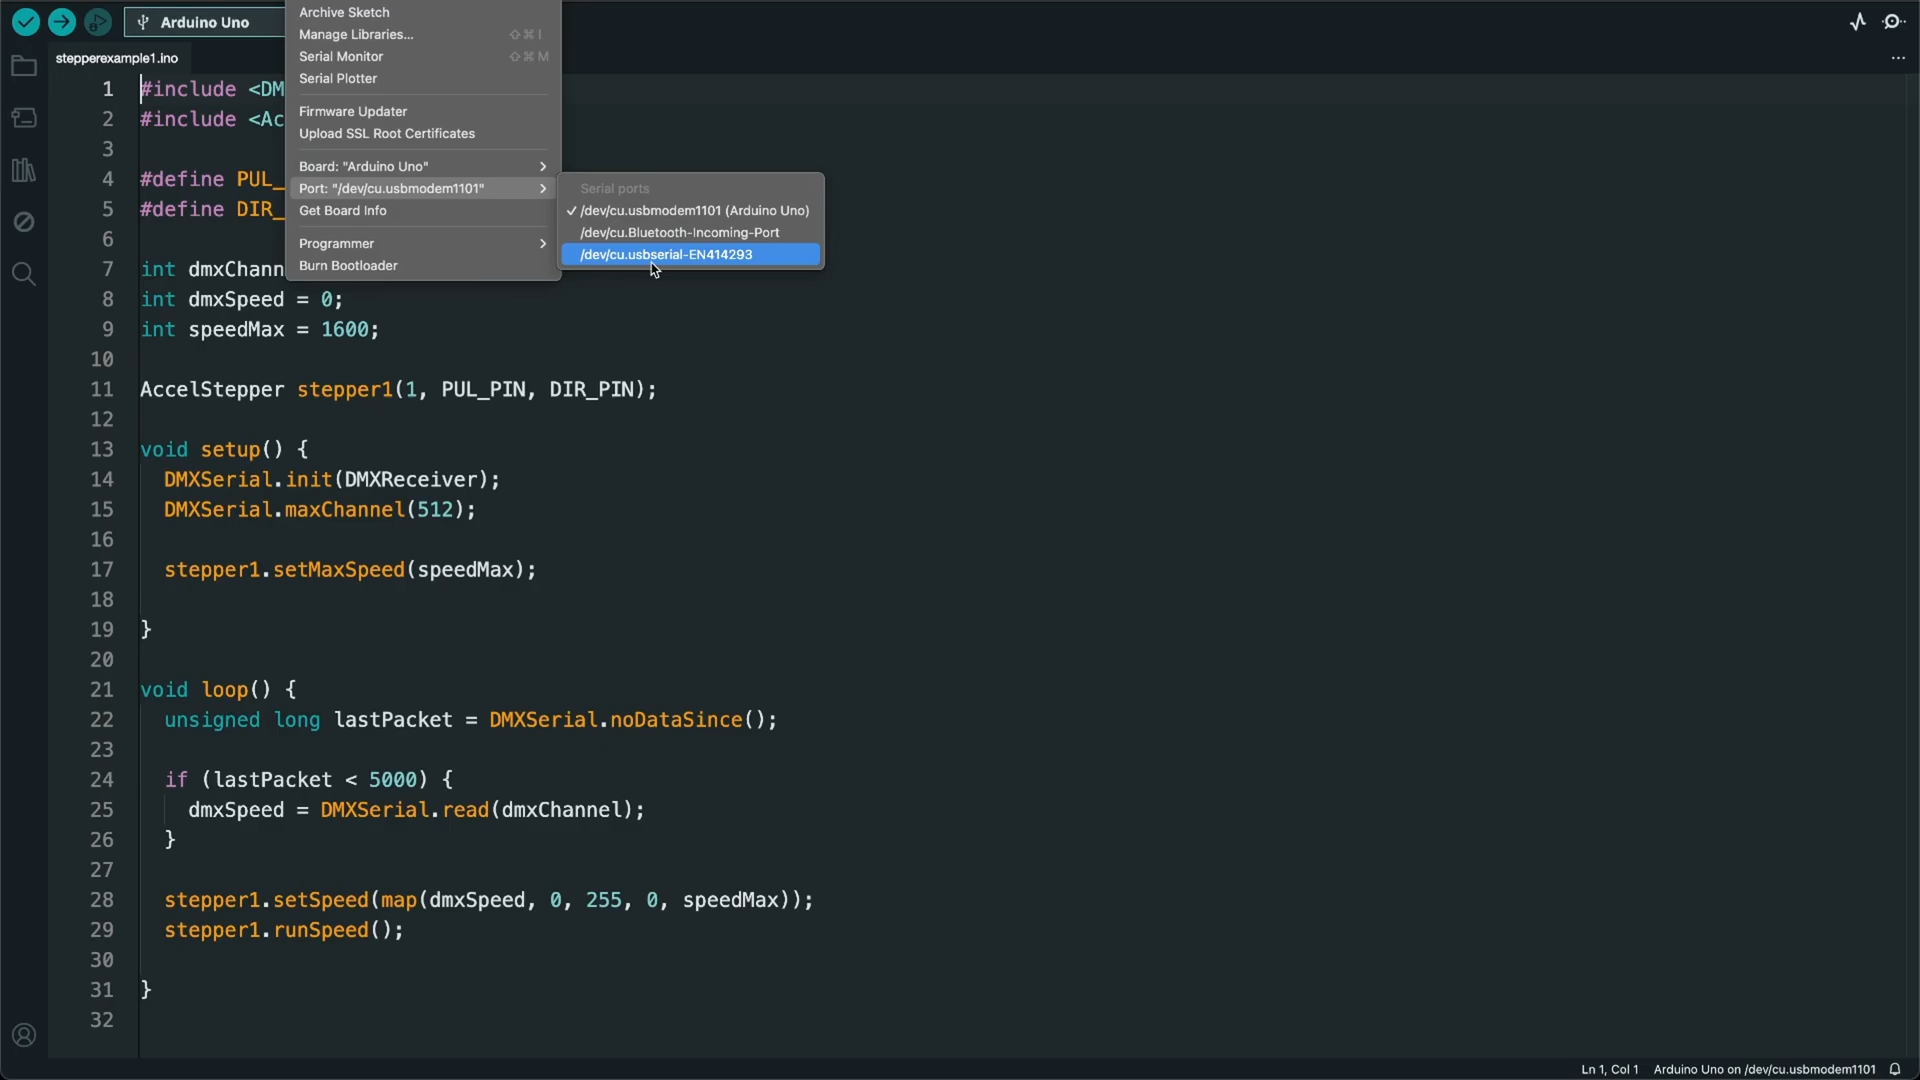 Arduino Uno
stepperexample1.ino
Archive Sketch
Manage Libraries... ⇧⌘ I
Serial Monitor ⇧⌘ M
Serial Plotter
Firmware Updater
Upload SSL Root Certificates
Board: "Arduino Uno"
Port: "/dev/cu.usbmodem1101"
Get Board Info
Programmer
Burn Bootloader
Serial ports
✓ /dev/cu.usbmodem1101 (Arduino Uno)
/dev/cu.Bluetooth-Incoming-Port
/dev/cu.usbserial-EN414293
1 #include <DM
2 #include <Ac
3
4 #define PUL_
5 #define DIR_
6
7 int dmxChann
8 int dmxSpeed = 0;
9 int speedMax = 1600;
10
11 AccelStepper stepper1(1, PUL_PIN, DIR_PIN);
12
13 void setup() {
14 DMXSerial.init(DMXReceiver);
15 DMXSerial.maxChannel(512);
16
17 stepper1.setMaxSpeed(speedMax);
18
19 }
20
21 void loop() {
22 unsigned long lastPacket = DMXSerial.noDataSince();
23
24 if (lastPacket < 5000) {
25 dmxSpeed = DMXSerial.read(dmxChannel);
26 }
27
28 stepper1.setSpeed(map(dmxSpeed, 0, 255, 0, speedMax));
29 stepper1.runSpeed();
30
31 }
32
Ln 1, Col 1 Arduino Uno on /dev/cu.usbmodem1101